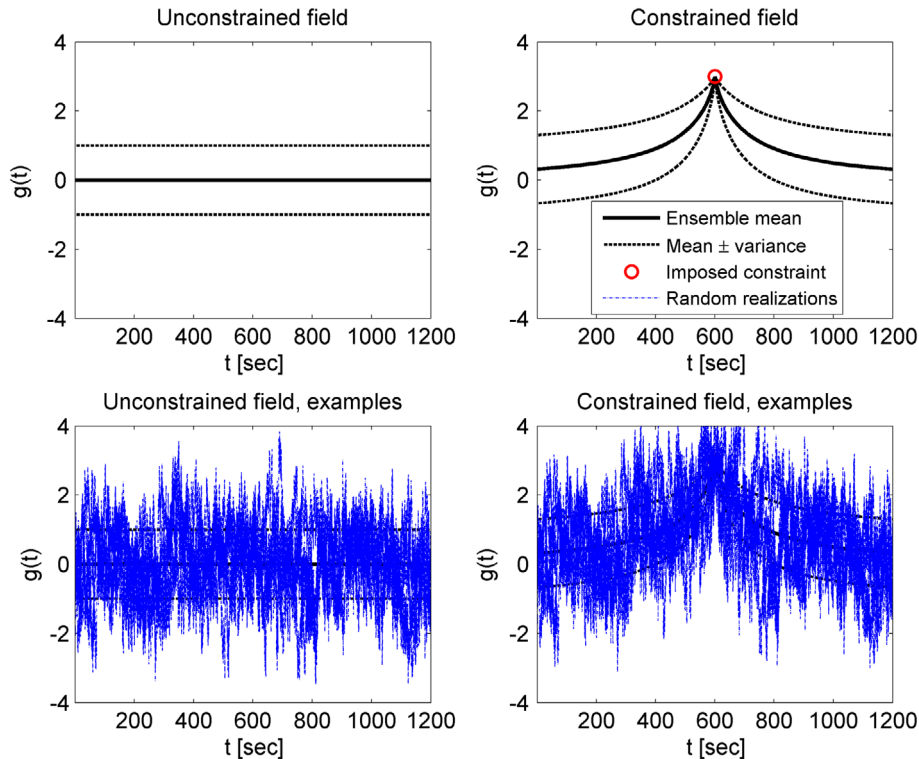 Unconstrained field
4
2
0
-2
-4
g(t)
200 400 600 800 1000 1200
t [sec]
Constrained field
4
2
0
-2
-4
g(t)
Ensemble mean
Mean ± variance
Imposed constraint
Random realizations
200 400 600 800 1000 1200
t [sec]
Unconstrained field, examples
4
2
0
-2
-4
g(t)
200 400 600 800 1000 1200
t [sec]
Constrained field, examples
4
2
0
-2
-4
g(t)
200 400 600 800 1000 1200
t [sec]